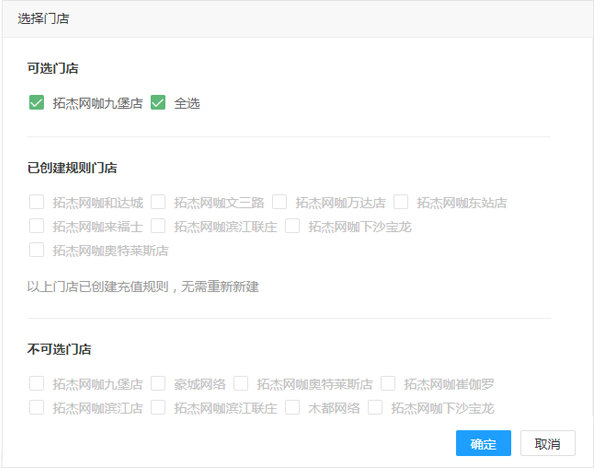 选择门店
可选门店
拓杰网咖九堡店 全选
已创建规则门店
拓杰网咖和达城 拓杰网咖文三路 拓杰网咖万达店 拓杰网咖东站店
拓杰网咖来福士 拓杰网咖滨江联庄 拓杰网咖下沙宝龙
拓杰网咖奥特莱斯店
以上门店已创建充值规则，无需重新新建
不可选门店
拓杰网咖九堡店 豪城网络 拓杰网咖奥特莱斯店 拓杰网咖崔伽罗
拓杰网咖滨江店 拓杰网咖滨江联庄 木都网络 拓杰网咖下沙宝龙
确定 取消